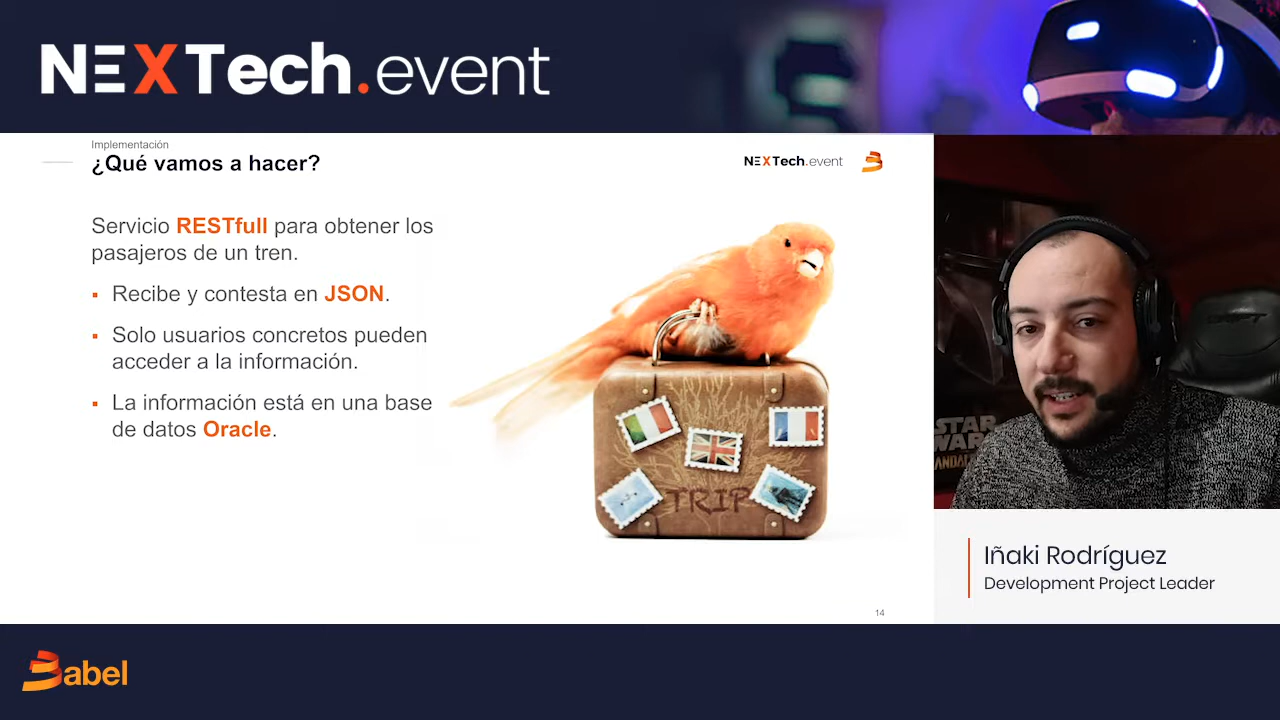 NEXTech.event
Implementación
¿Qué vamos a hacer?
NEXTech.event
Servicio RESTfull para obtener los
pasajeros de un tren.
▪ Recibe y contesta en JSON.
▪ Solo usuarios concretos pueden
acceder a la información.
▪ La información está en una base
de datos Oracle.
TRIP
14
STAR
WARS
Iñaki Rodríguez
Development Project Leader
Babel